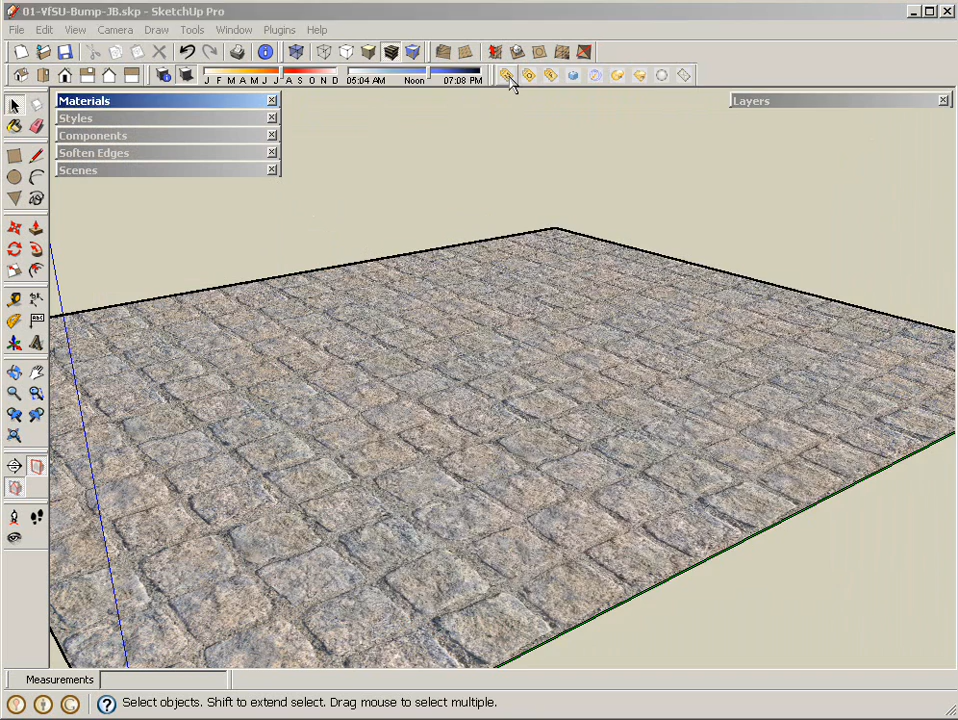 01-VfSU-Bump-JB.skp - SketchUp Pro
File Edit View Camera Draw Tools Window Plugins Help
J F M A M J J A S O N D 05:04 AM Noon 07:08 PM
Materials
Styles
Components
Soften Edges
Scenes
Layers
Measurements
Select objects. Shift to extend select. Drag mouse to select multiple.